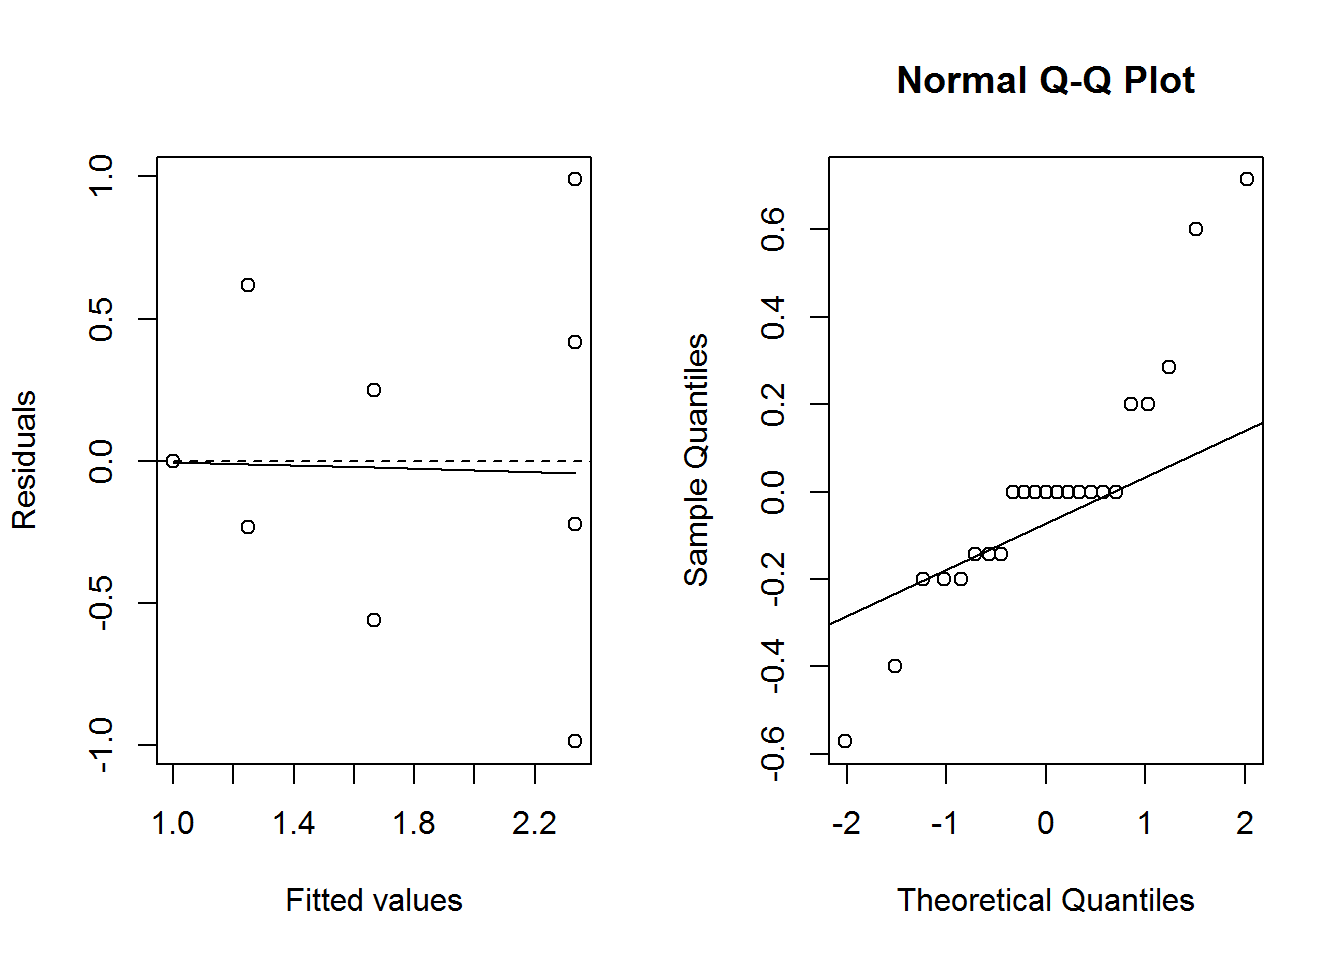 Normal Q-Q Plot
Residuals
1.0
0.5
0.0
-0.5
-1.0
1.0 1.4 1.8 2.2
Fitted values
Sample Quantiles
0.6
0.4
0.2
0.0
-0.2
-0.4
-0.6
-2 -1 0 1 2
Theoretical Quantiles